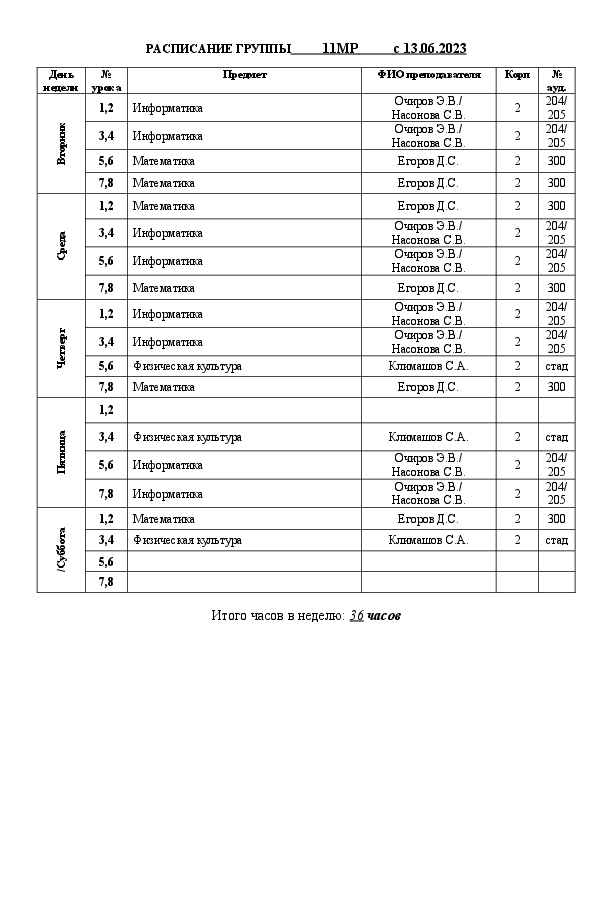 РАСПИСАНИЕ ГРУППЫ 11МР с 13.06.2023
День недели № урока Предмет ФИО преподавателя Корп № ауд.
Вторник
1,2 Информатика Очиров Э.В./ Насонова С.В. 2 204/ 205
3,4 Информатика Очиров Э.В./ Насонова С.В. 2 204/ 205
5,6 Математика Егоров Д.С. 2 300
7,8 Математика Егоров Д.С. 2 300
Среда
1,2 Математика Егоров Д.С. 2 300
3,4 Информатика Очиров Э.В./ Насонова С.В. 2 204/ 205
5,6 Информатика Очиров Э.В./ Насонова С.В. 2 204/ 205
7,8 Математика Егоров Д.С. 2 300
Четверг
1,2 Информатика Очиров Э.В./ Насонова С.В. 2 204/ 205
3,4 Информатика Очиров Э.В./ Насонова С.В. 2 204/ 205
5,6 Физическая культура Климашов С.А. 2 стад
7,8 Математика Егоров Д.С. 2 300
Пятница
1,2
3,4 Физическая культура Климашов С.А. 2 стад
5,6 Информатика Очиров Э.В./ Насонова С.В. 2 204/ 205
7,8 Информатика Очиров Э.В./ Насонова С.В. 2 204/ 205
/Суббота
1,2 Математика Егоров Д.С. 2 300
3,4 Физическая культура Климашов С.А. 2 стад
5,6
7,8
Итого часов в неделю: 36 часов